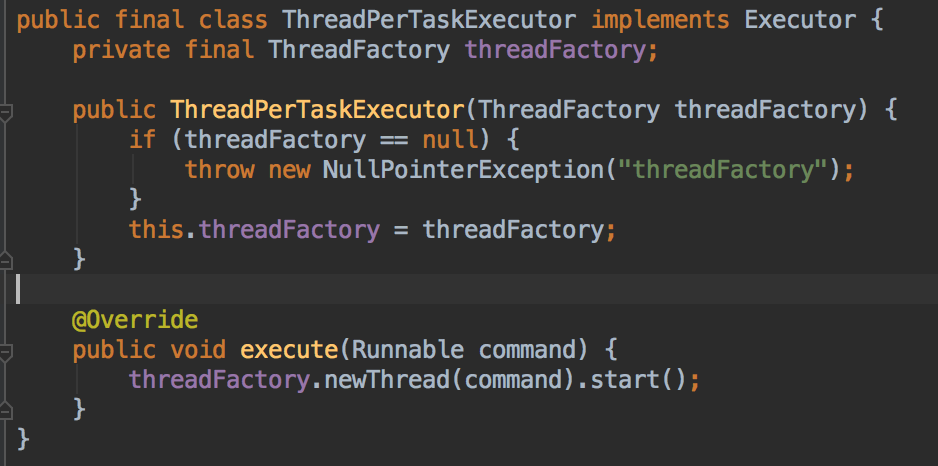 public final class ThreadPerTaskExecutor implements Executor {
    private final ThreadFactory threadFactory;

    public ThreadPerTaskExecutor(ThreadFactory threadFactory) {
        if (threadFactory == null) {
            throw new NullPointerException("threadFactory");
        }
        this.threadFactory = threadFactory;
    }

    @Override
    public void execute(Runnable command) {
        threadFactory.newThread(command).start();
    }
}